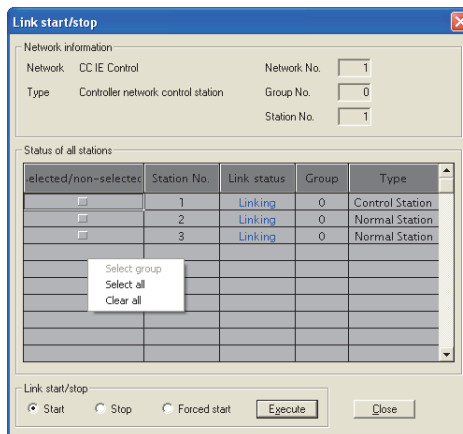 Link start/stop
Network information
Network CC IE Control Network No. 1
Type Controller network control station Group No. 0
Station No. 1
Status of all stations
elected/non-selected Station No. Link status Group Type
1 Linking 0 Control Station
2 Linking 0 Normal Station
3 Linking 0 Normal Station
Select group
Select all
Clear all
Link start/stop
Start Stop Forced start Execute Close